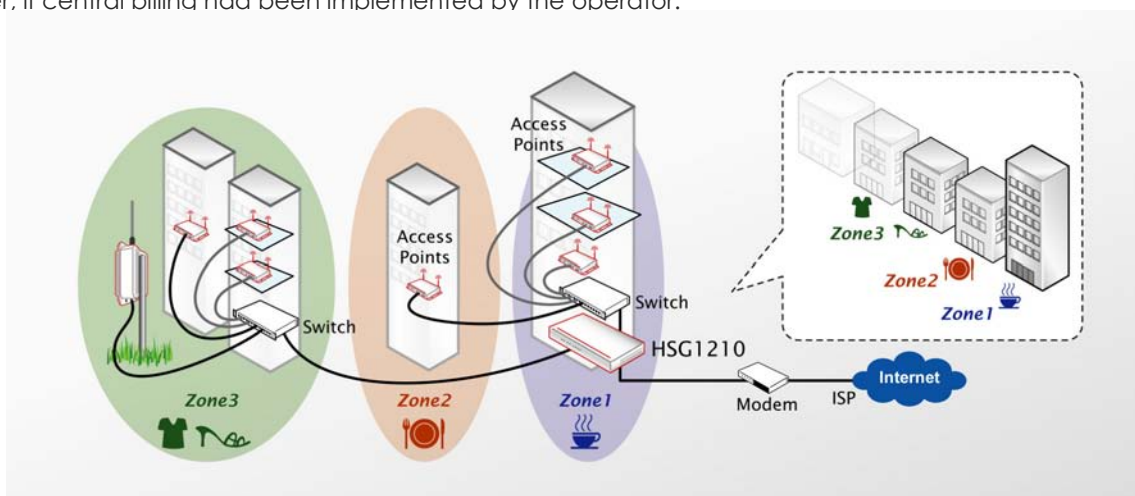 er, if central billing had been implemented by the operator.
Access
Points
Access
Points
Switch
Switch
HSG1210
Modem
ISP
Internet
Zone3
Zone2
Zone1
Zone3
Zone2
Zone1